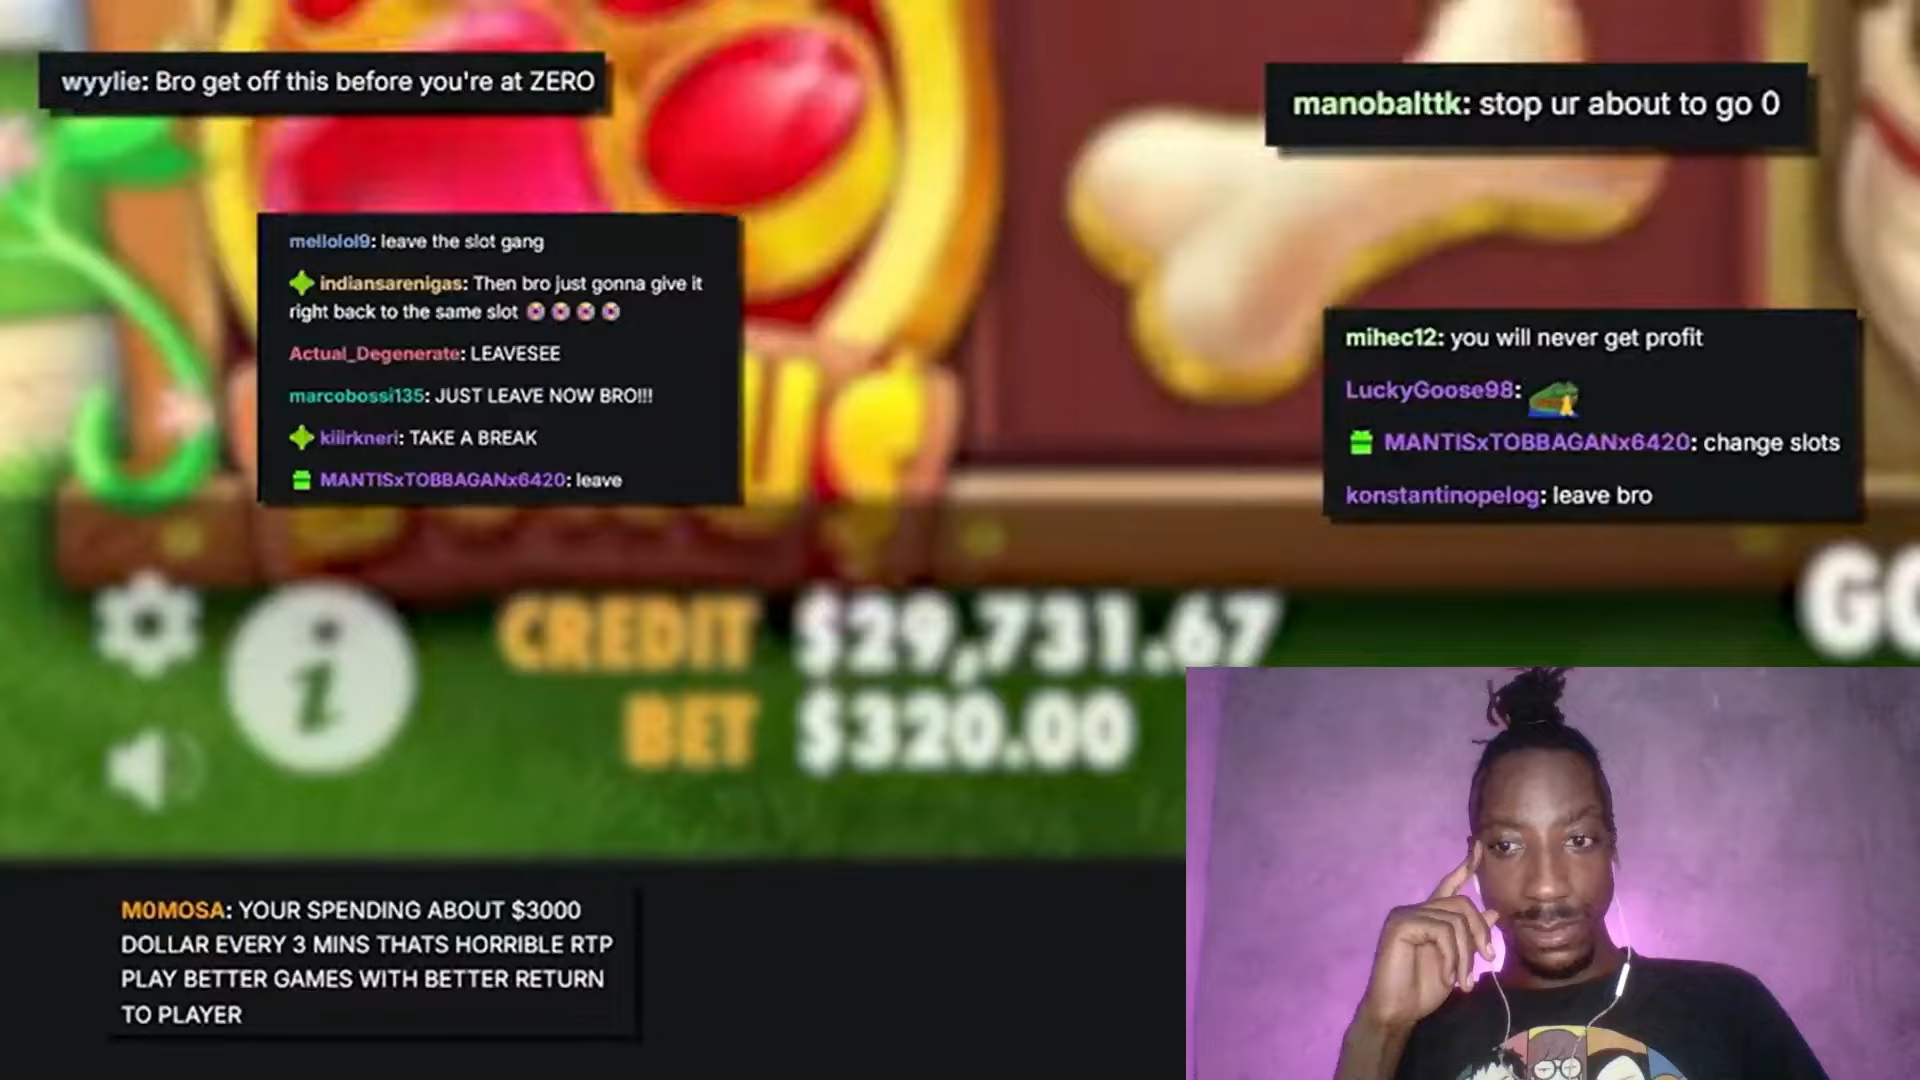 wyylie: Bro get off this before you're at ZERO
manobalttk: stop ur about to go 0
mellolol9: leave the slot gang
indiansarenigas: Then bro just gonna give it
right back to the same slot
Actual_Degenerate: LEAVESEE
marcobossi135: JUST LEAVE NOW BRO!!!
kiiirkneri: TAKE A BREAK
MANTISxTOBBAGANx6420: leave
mihec12: you will never get profit
LuckyGoose98:
MANTISxTOBBAGANx6420: change slots
konstantinopelog: leave bro
i
CREDIT $29,731.67
BET $320.00
GO
M0MOSA: YOUR SPENDING ABOUT $3000
DOLLAR EVERY 3 MINS THATS HORRIBLE RTP
PLAY BETTER GAMES WITH BETTER RETURN
TO PLAYER